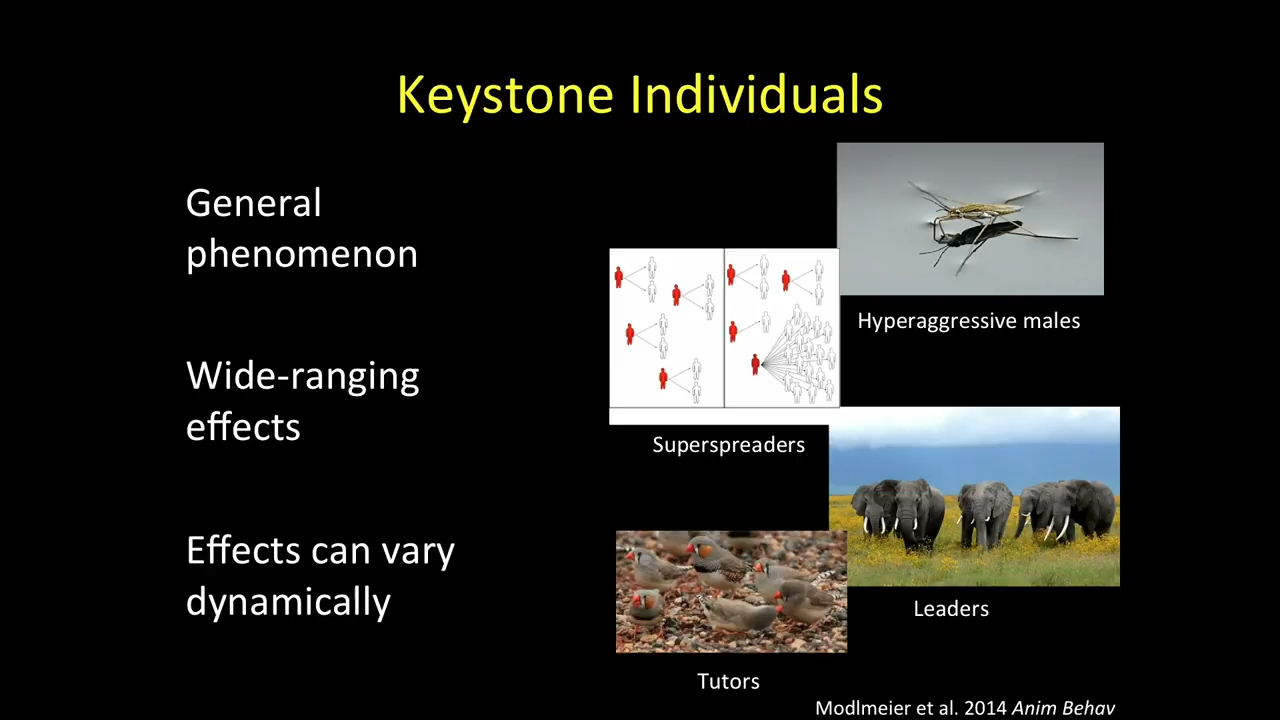 Keystone Individuals
General
phenomenon
Wide-ranging
effects
Effects can vary
dynamically
Hyperaggressive males
Superspreaders
Leaders
Tutors
Modlmeier et al. 2014 Anim Behav